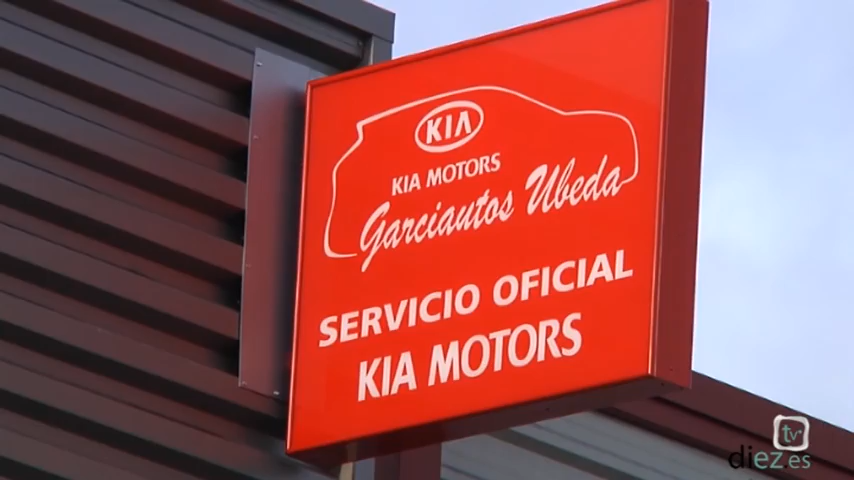 KIA
KIA MOTORS
Garciautos Ubeda
SERVICIO OFICIAL
KIA MOTORS
tv
diez.es